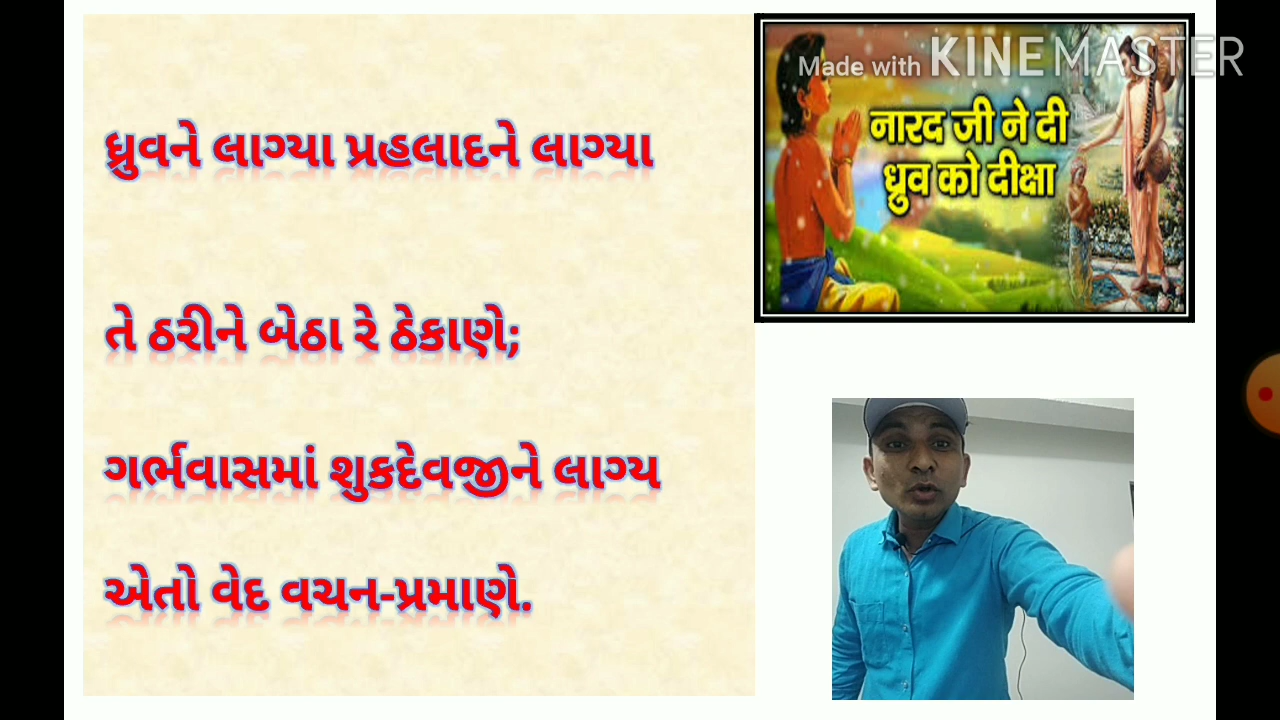 ધ્રુવને લાગ્યા પ્રહલાદને લાગ્યા
તે ઠરીને બેઠા રે ઠેકાણે;
ગર્ભવાસમાં શુકદેવજીને લાગ્ય
એતો વેદ વચન-પ્રમાણે.
Made with KINEMASTER
नारद जी ने दी
ध्रुव को दीक्षा